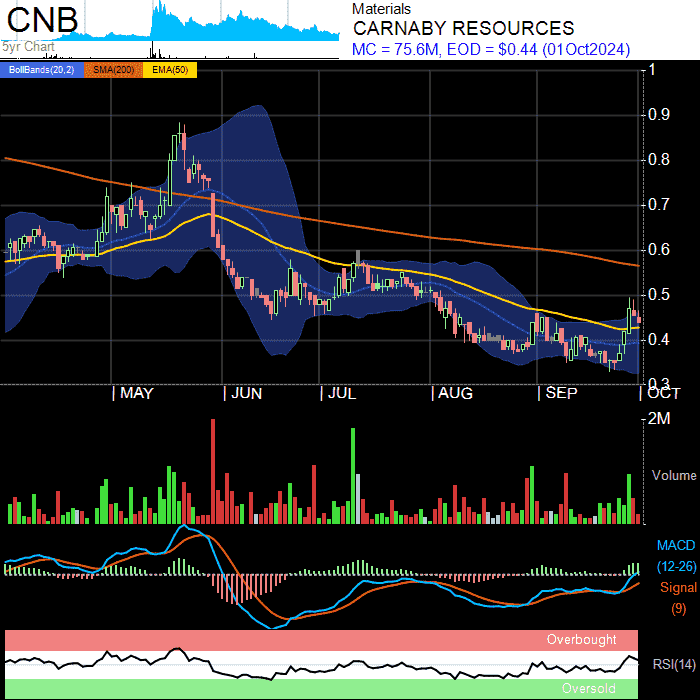 CNB
5yr Chart
Materials
CARNABY RESOURCES
MC = 75.6M, EOD = $0.44 (01Oct2024)
BollBands(20,2) SMA(200) EMA(50)
1
0.9
0.8
0.7
0.6
0.5
0.4
0.3
MAY JUN JUL AUG SEP OCT
2M
Volume
MACD
(12-26)
Signal
(9)
Overbought
RSI(14)
Oversold